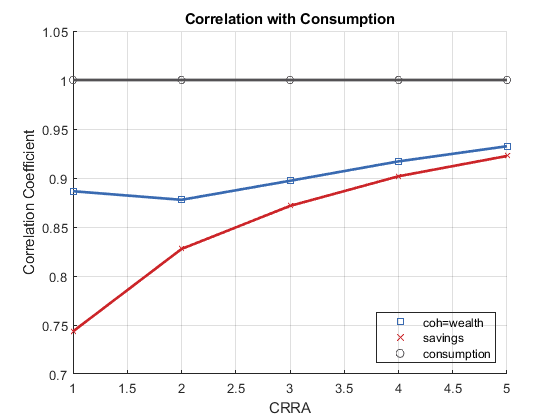 Correlation with Consumption
1.05
1
0.95
0.9
0.85
0.8
0.75
0.7
Correlation Coefficient
coh=wealth
savings
consumption
1 1.5 2 2.5 3 3.5 4 4.5 5
CRRA